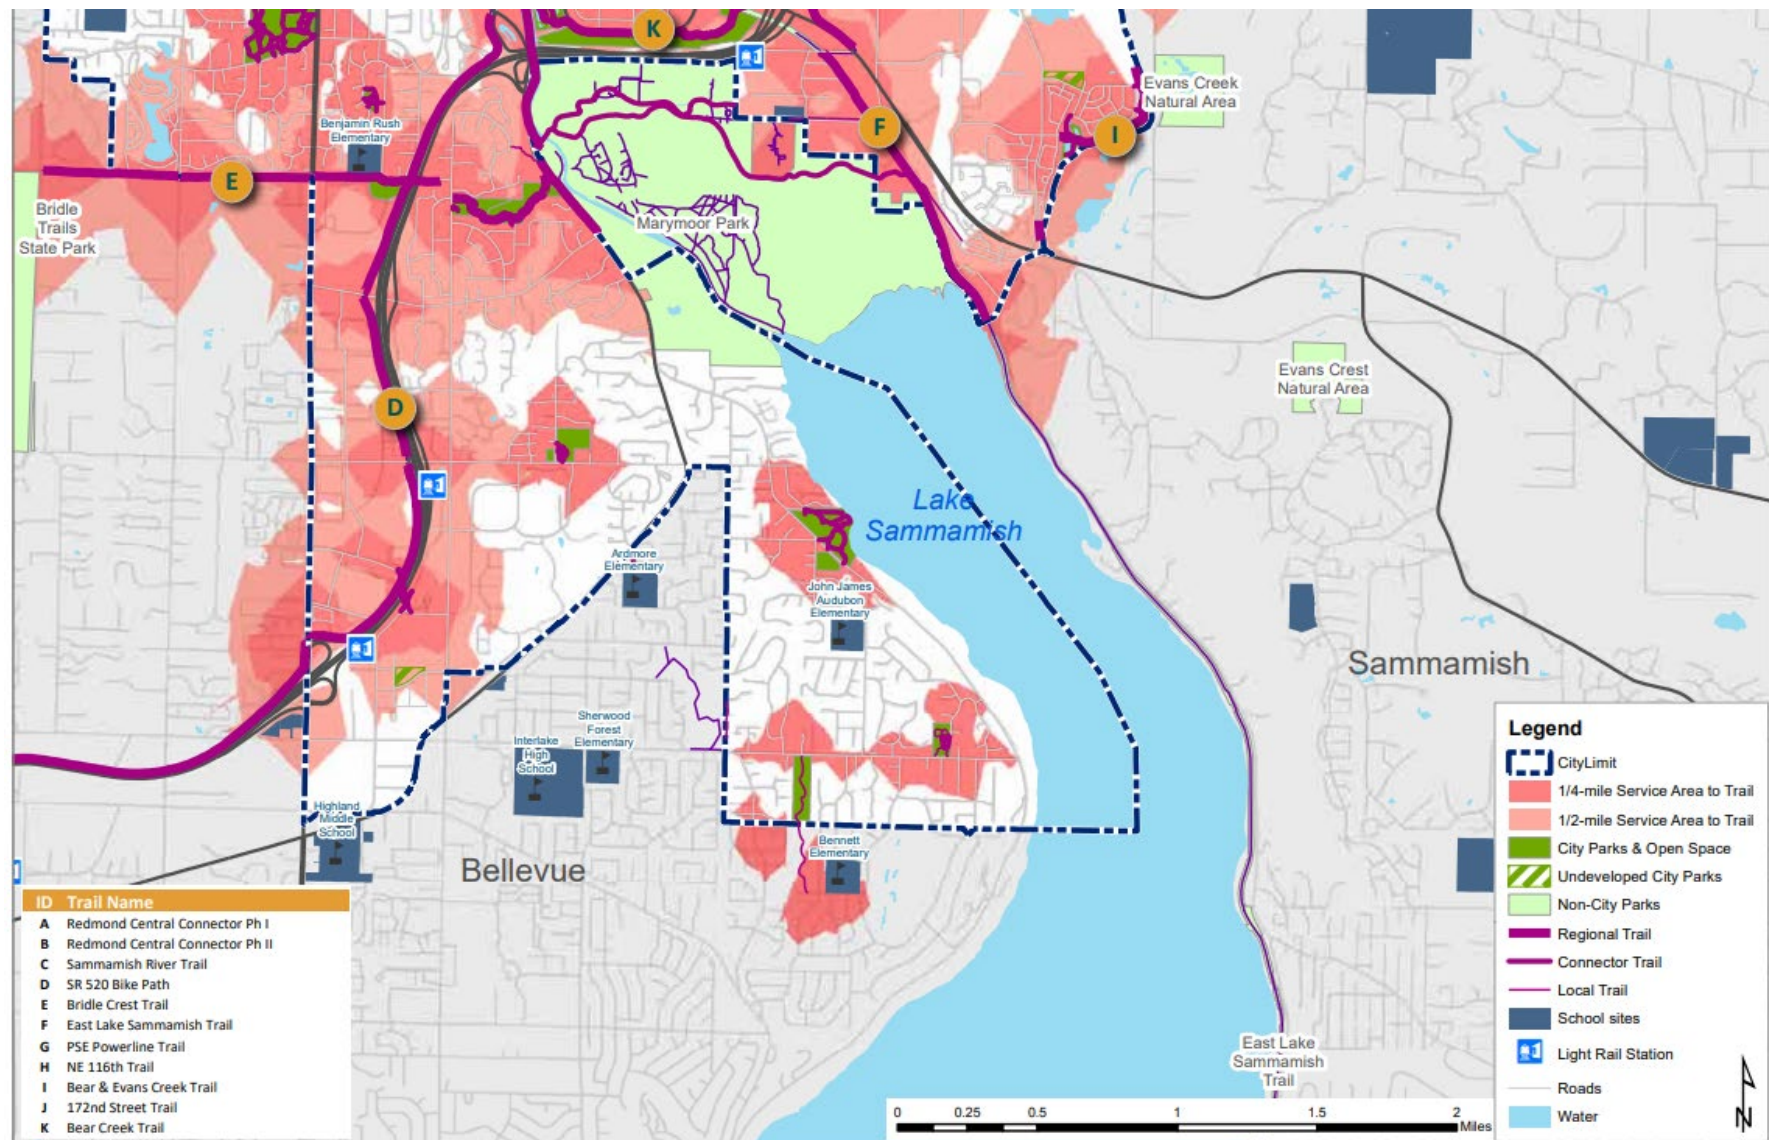 K
F
I
E
D
Evans Creek
Natural Area
Benjamin Rush
Elementary
Bridle
Trails
State Park
Marymoor Park
Evans Crest
Natural Area
Lake
Sammamish
Ardmore
Elementary
John James
Audubon
Elementary
Sammamish
Sherwood
Forest
Elementary
Interlake
High
School
Highland
Middle
School
Bennett
Elementary
Bellevue
East Lake
Sammamish
Trail
ID Trail Name
A Redmond Central Connector Ph I
B Redmond Central Connector Ph II
C Sammamish River Trail
D SR 520 Bike Path
E Bridle Crest Trail
F East Lake Sammamish Trail
G PSE Powerline Trail
H NE 116th Trail
I Bear & Evans Creek Trail
J 172nd Street Trail
K Bear Creek Trail
Legend
CityLimit
1/4-mile Service Area to Trail
1/2-mile Service Area to Trail
City Parks & Open Space
Undeveloped City Parks
Non-City Parks
Regional Trail
Connector Trail
Local Trail
School sites
Light Rail Station
Roads
Water
N
0 0.25 0.5 1 1.5 2
Miles